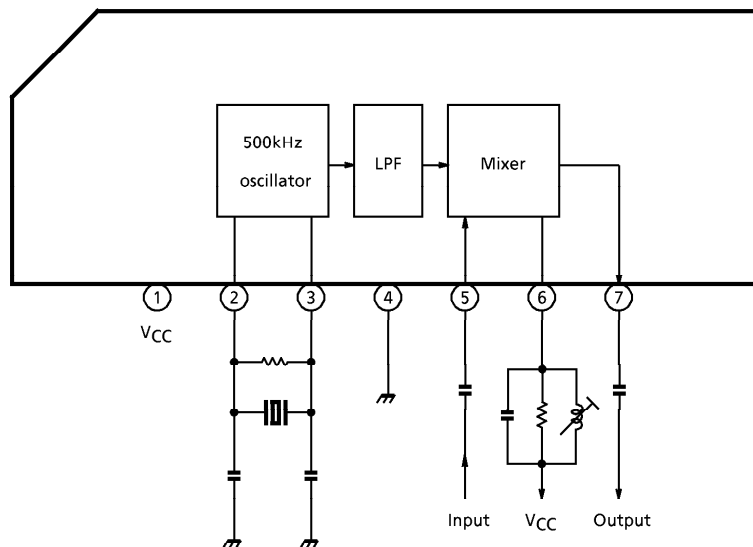 500kHz
oscillator
LPF
Mixer
1
2
3
4
5
6
7
VCC
Input
VCC
Output